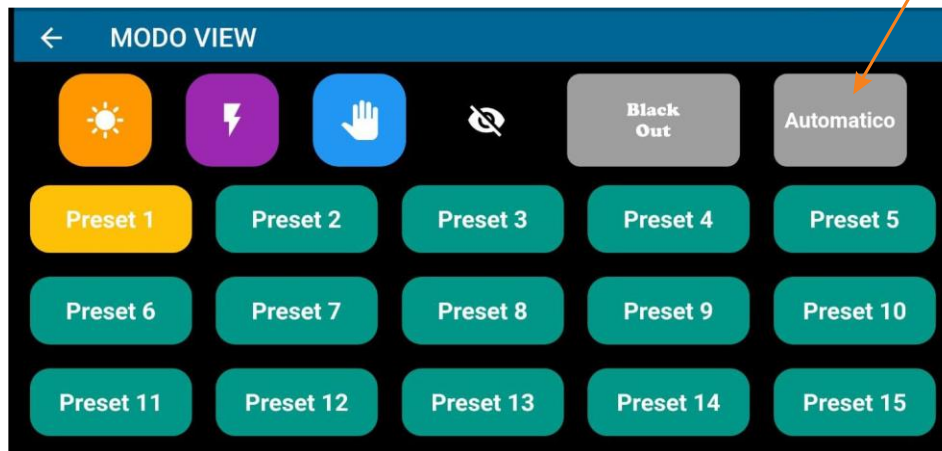 MODO VIEW
Black
Out
Automatico
Preset 1
Preset 2
Preset 3
Preset 4
Preset 5
Preset 6
Preset 7
Preset 8
Preset 9
Preset 10
Preset 11
Preset 12
Preset 13
Preset 14
Preset 15